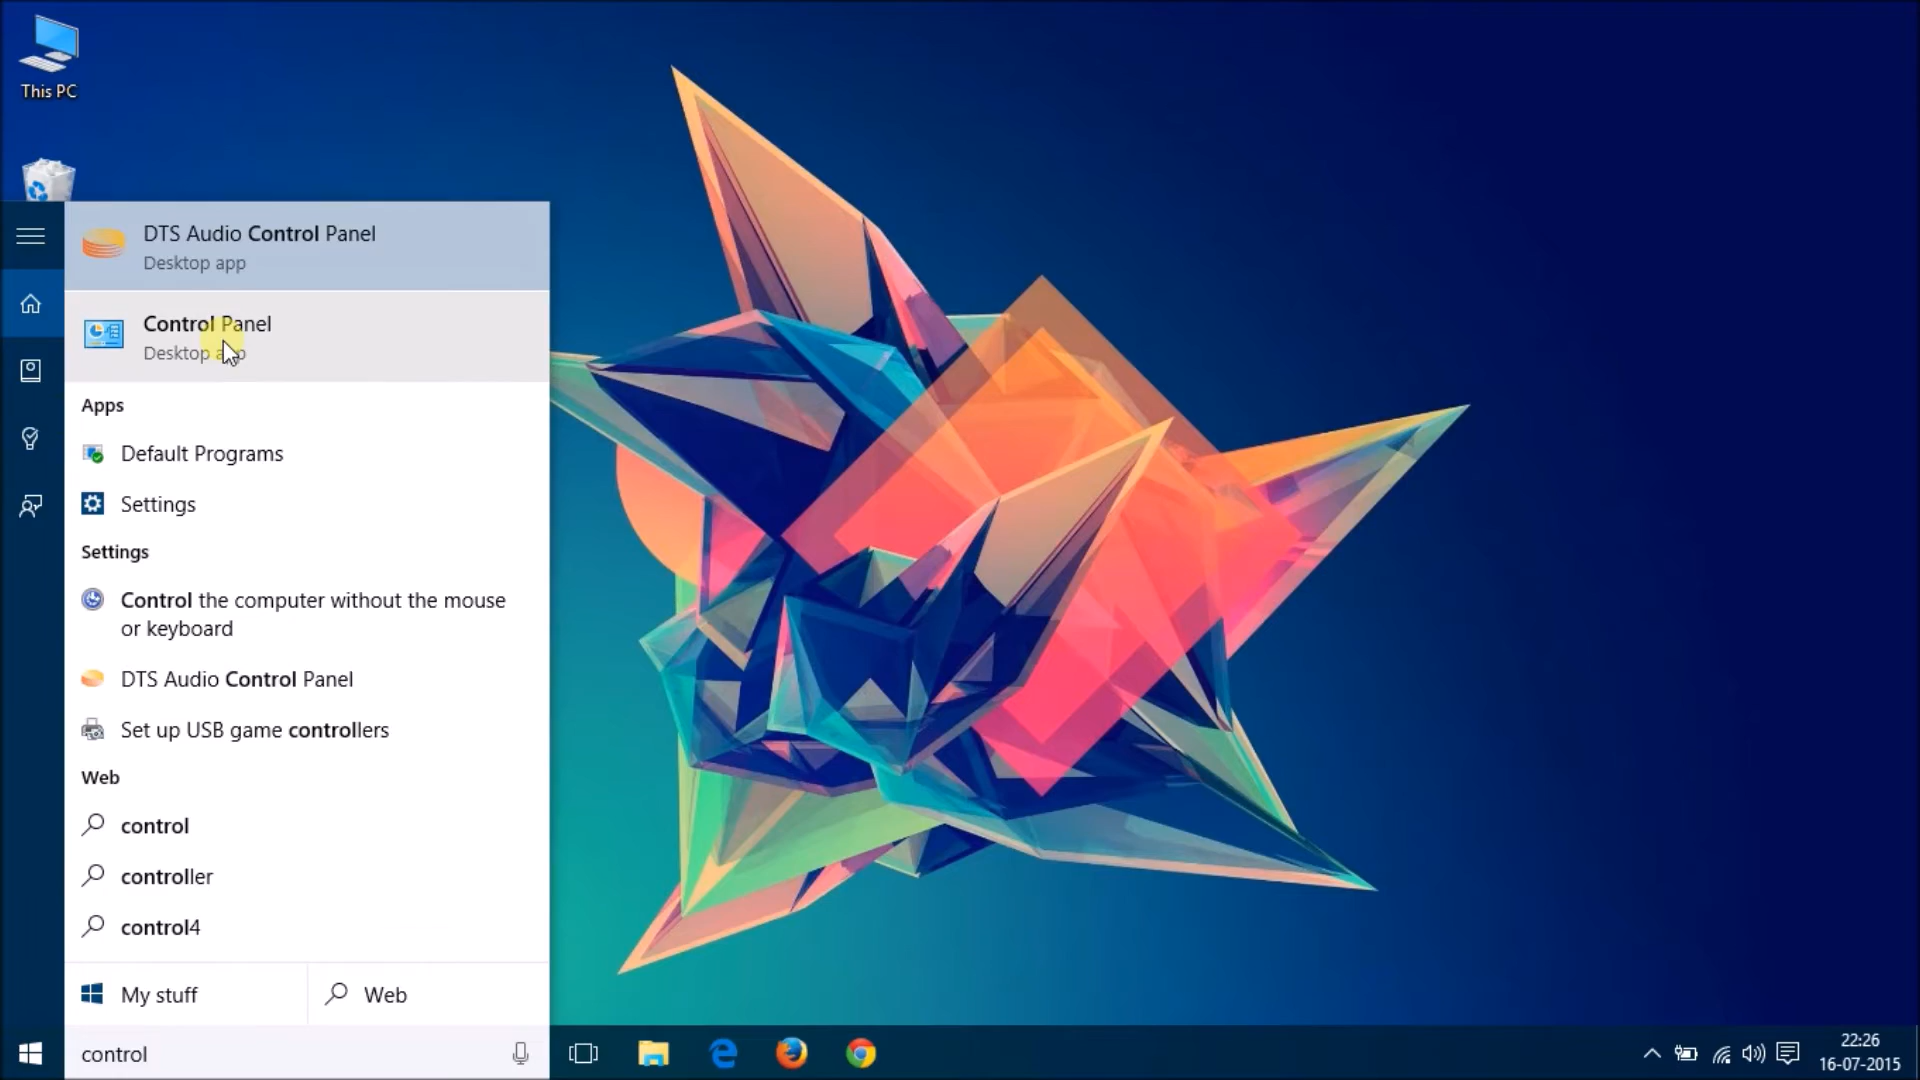 This PC
DTS Audio Control Panel
Desktop app
Control Panel
Desktop app
Apps
Default Programs
Settings
Settings
Control the computer without the mouse
or keyboard
DTS Audio Control Panel
Set up USB game controllers
Web
control
controller
control4
My stuff
Web
control
22:26
16-07-2015